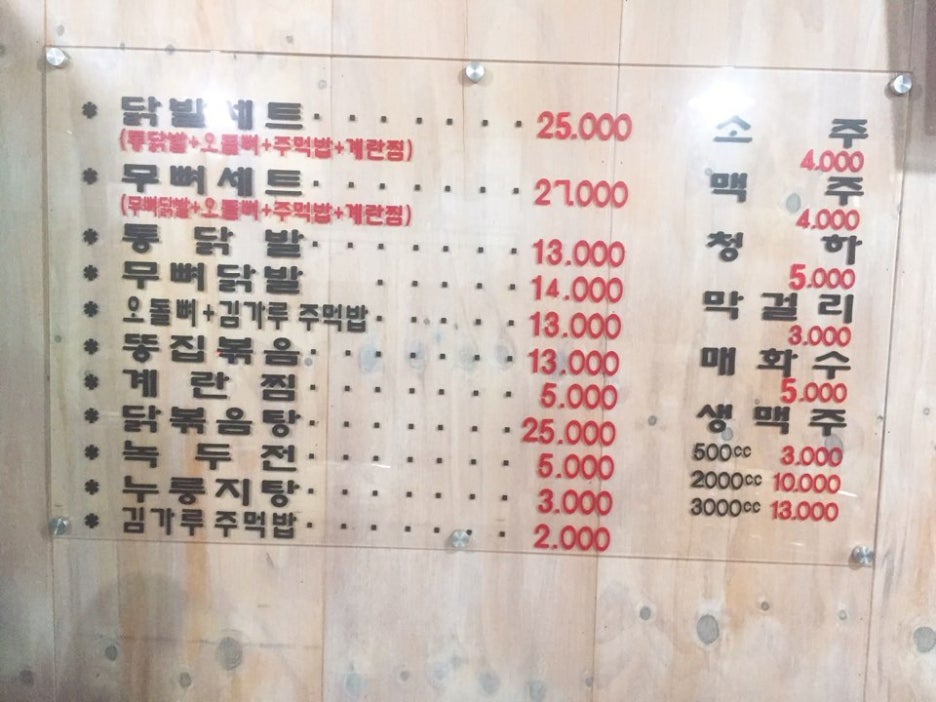 * 닭발세트 . . . . . . . 25.000
(통닭발+오돌뼈+주먹밥+계란찜)
* 무뼈세트 . . . . . . . 27.000
(무뼈닭발+오돌뼈+주먹밥+계란찜)
* 통닭발 . . . . . . . 13.000
* 무뼈닭발 . . . . . 14.000
* 오돌뼈+김가루 주먹밥 . . . . . 13.000
* 똥집볶음 . . . . . . . 13.000
* 계란찜 . . . . . . . 5.000
* 닭볶음탕 . . . . . . . 25.000
* 녹두전 . . . . . . . 5.000
* 누룽지탕 . . . . . . . 3.000
* 김가루 주먹밥 . . . . . . . 2.000
소주
4.000
맥주
4.000
청하
5.000
막걸리
3.000
매화수
5.000
생맥주
500cc 3.000
2000cc 10.000
3000cc 13.000